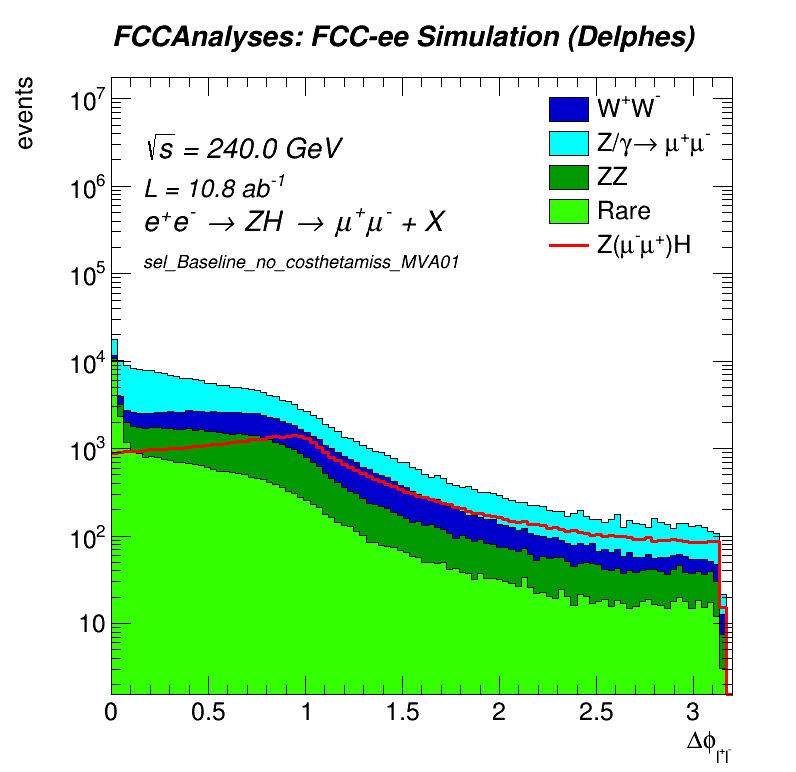 FCCAnalyses: FCC-ee Simulation (Delphes)
events
10⁷
10⁶
10⁵
10⁴
10³
10²
10
√s = 240.0 GeV
L = 10.8 ab⁻¹
e⁺e⁻ → ZH → μ⁺μ⁻ + X
sel_Baseline_no_costhetamiss_MVA01
W⁺W⁻
Z/γ→ μ⁺μ⁻
ZZ
Rare
Z(μ⁻μ⁺)H
0 0.5 1 1.5 2 2.5 3
Δϕ_l⁺l⁻